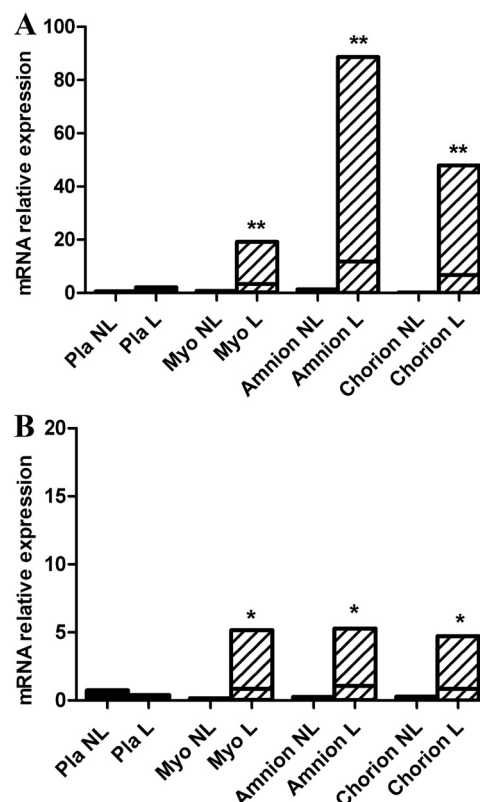 A
mRNA relative expression
100
80
60
40
20
0
**
**
**
Pla NL
Pla L
Myo NL
Myo L
Amnion NL
Amnion L
Chorion NL
Chorion L
B
mRNA relative expression
20
15
10
5
0
*
*
*
Pla NL
Pla L
Myo NL
Myo L
Amnion NL
Amnion L
Chorion NL
Chorion L